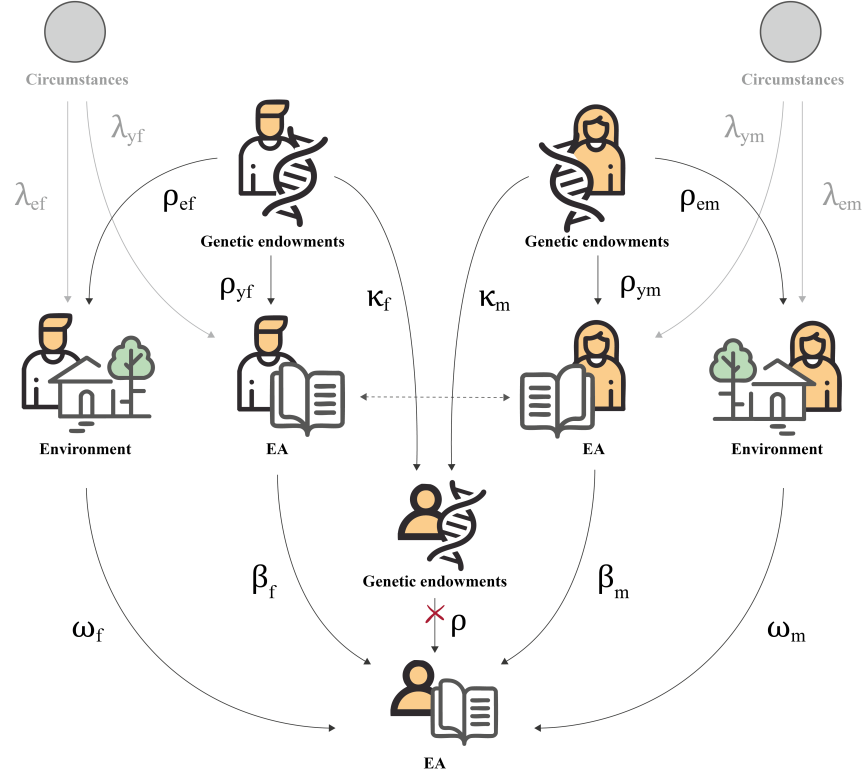 Circumstances
Circumstances
λyf
λym
λef
ρef
ρem
λem
Genetic endowments
Genetic endowments
ρyf
κf
κm
ρym
Environment
EA
EA
Environment
βf
Genetic endowments
βm
ωf
ρ
ωm
EA